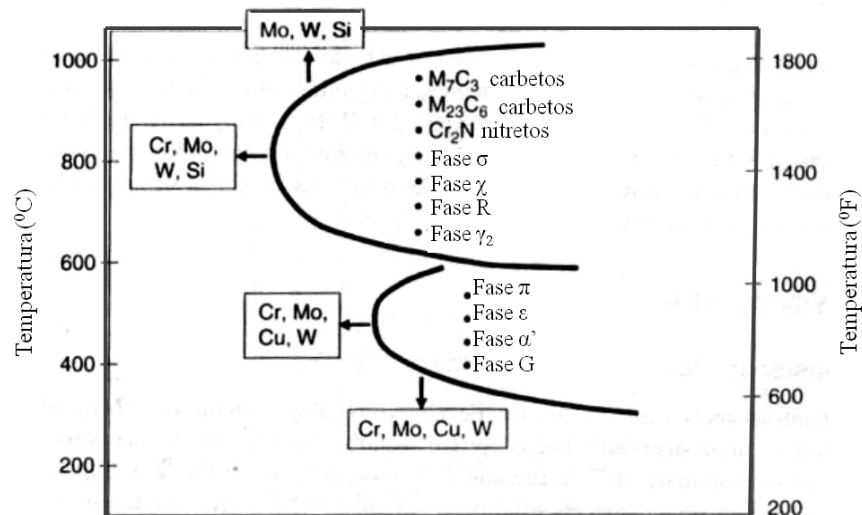 Mo, W, Si
1000
1800
M7C3 carbetos
M23C6 carbetos
Cr2N nitretos
Cr, Mo,
W, Si
800
1400
Fase σ
Fase χ
Fase R
Fase γ2
Temperatura (⁰C)
Temperatura (⁰F)
600
1000
Fase π
Cr, Mo,
Cu, W
Fase ε
Fase α’
400
Fase G
600
Cr, Mo, Cu, W
200
200